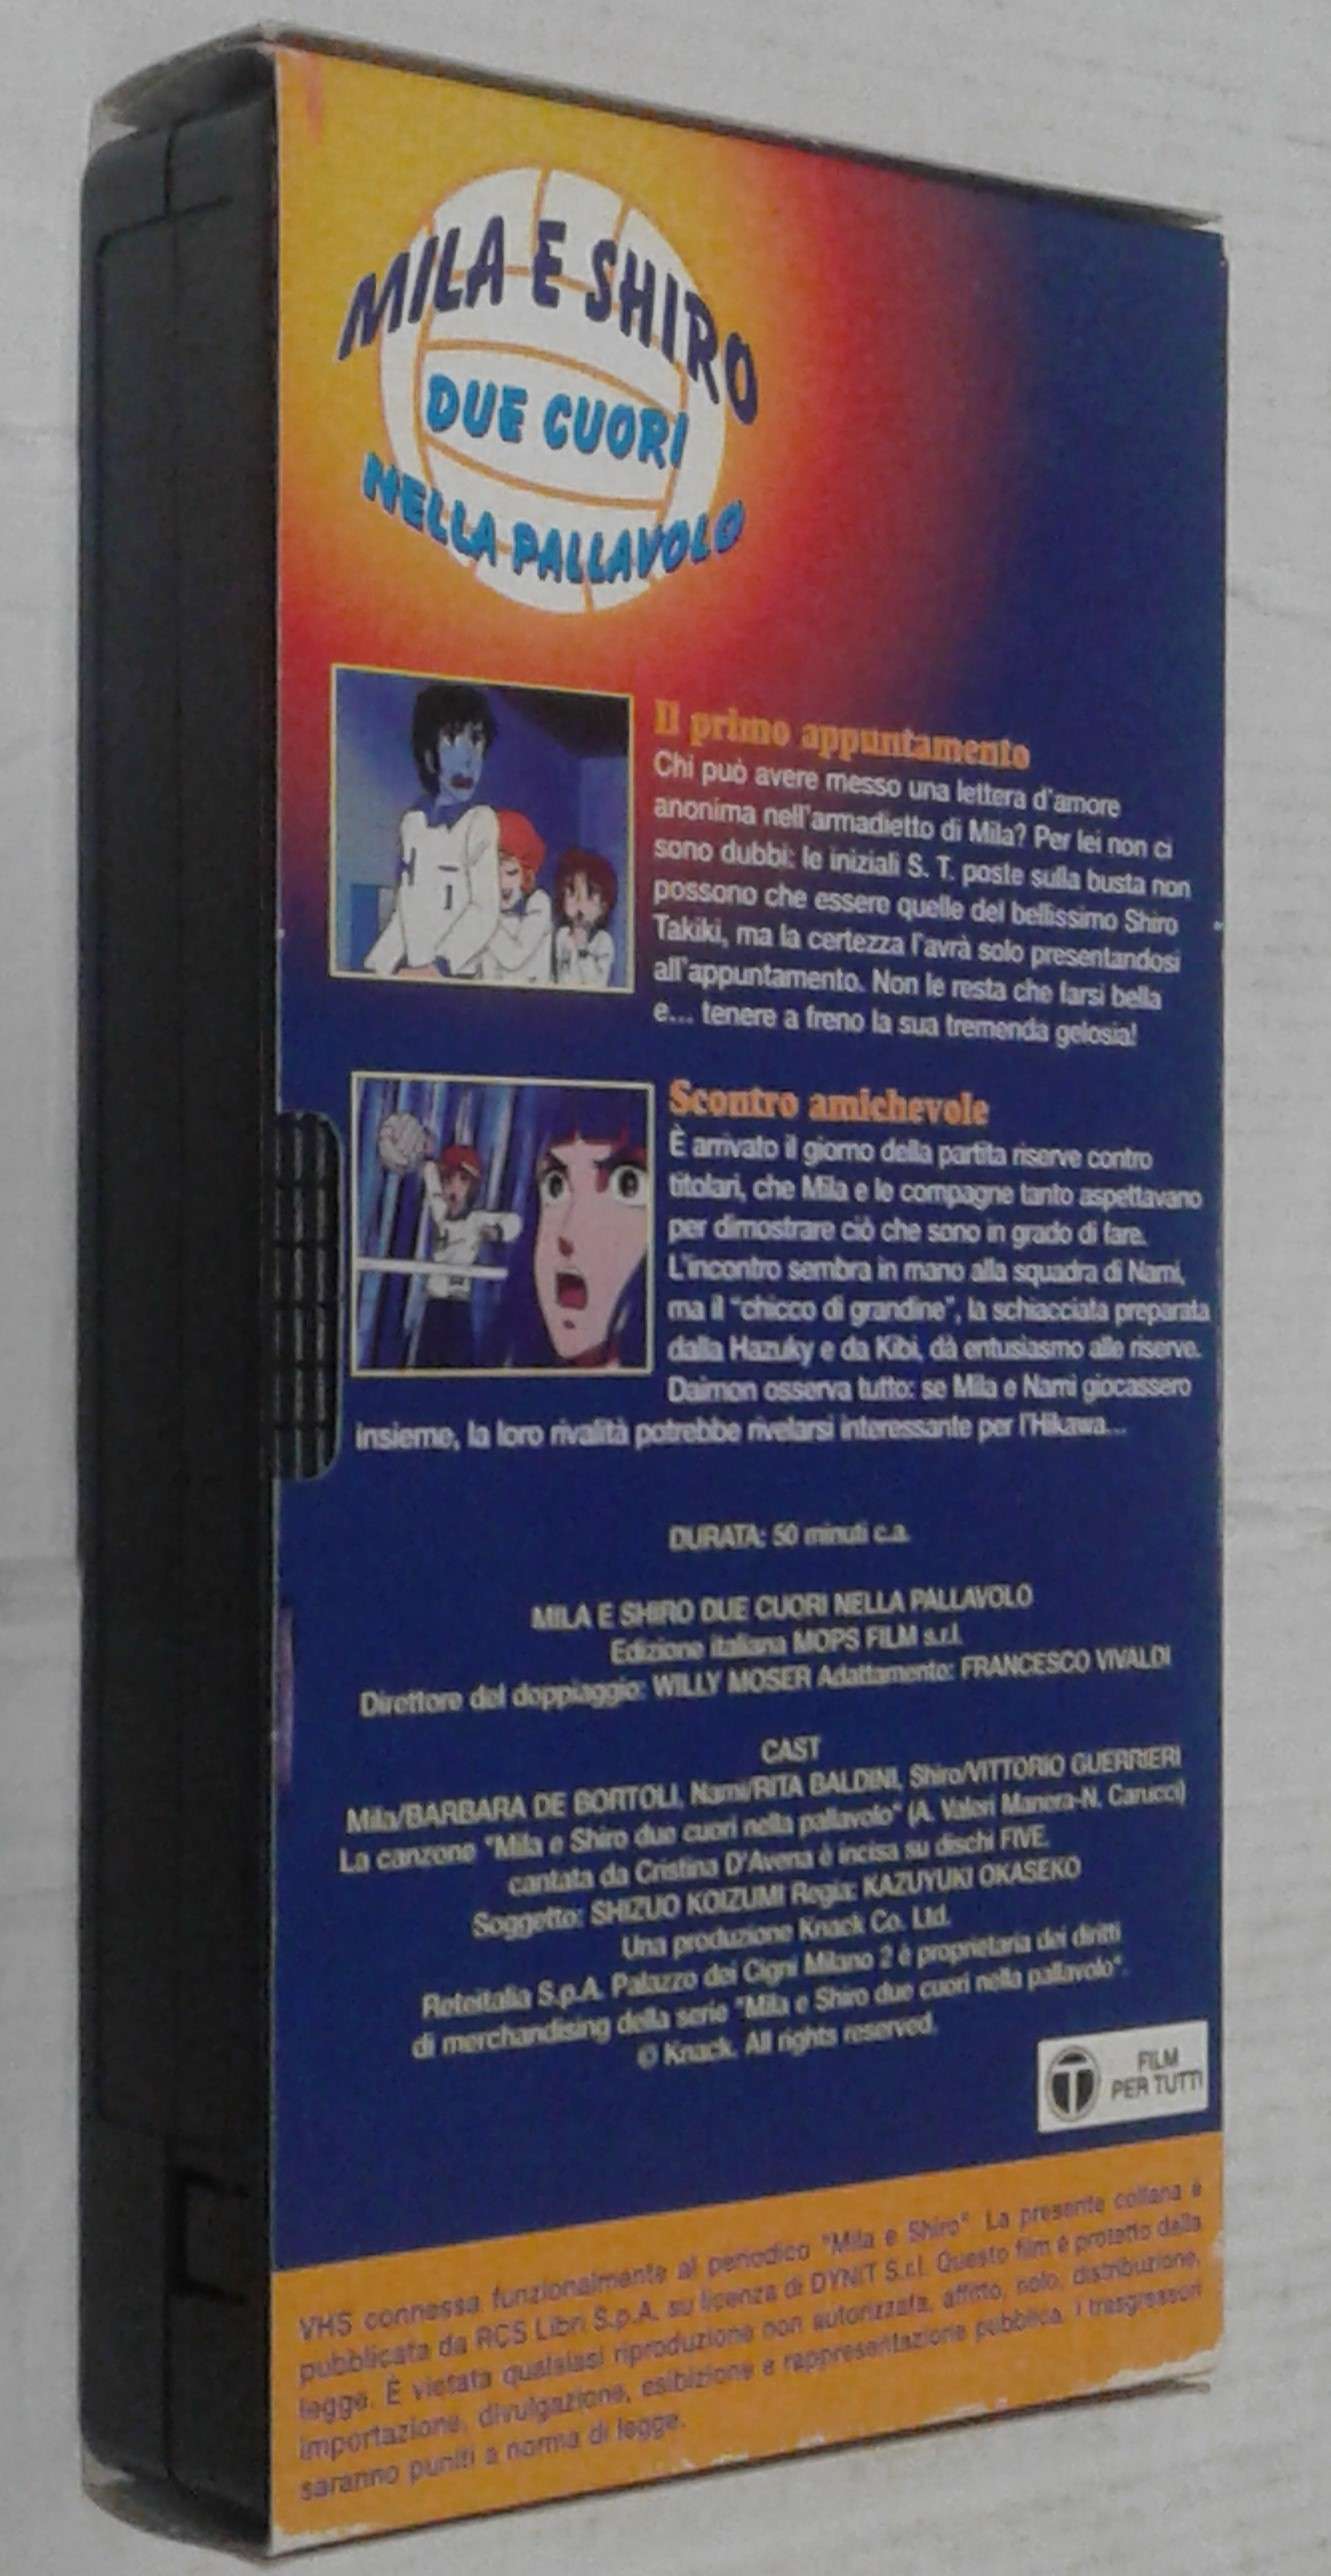 MILA E SHIRO
DUE CUORI
NELLA PALLAVOLO
Il primo appuntamento
Chi può avere messo una lettera d'amore
anonima nell'armadietto di Mila? Per lei non ci
sono dubbi: le iniziali S. T. poste sulla busta non
possono che essere quelle del bellissimo Shiro
Takiki, ma la certezza l'avrà solo presentandosi
all'appuntamento. Non le resta che farsi bella
e... tenere a freno la sua tremenda gelosia!
Scontro amichevole
È arrivato il giorno della partita riserve contro
titolari, che Mila e le compagne tanto aspettavano
per dimostrare ciò che sono in grado di fare.
L'incontro sembra in mano alla squadra di Nami,
ma il "chicco di grandine", la schiacciata preparata
dalla Hazuky e da Kibi, dà entusiasmo alle riserve.
Daimon osserva tutto: se Mila e Nami giocassero
insieme, la loro rivalità potrebbe rivelarsi interessante per l'Hikawa...
DURATA: 50 minuti c.a.
MILA E SHIRO DUE CUORI NELLA PALLAVOLO
Edizione italiana MOPS FILM s.r.l.
Direttore del doppiaggio: WILLY MOSER Adattamento: FRANCESCO VIVALDI
CAST
Mila/BARBARA DE BORTOLI, Nami/RITA BALDINI, Shiro/VITTORIO GUERRIERI
La canzone "Mila e Shiro due cuori nella pallavolo" (A. Valeri Manera-N. Carucci)
cantata da Cristina D'Avena è incisa su dischi FIVE.
Soggetto: SHIZUO KOIZUMI Regia: KAZUYUKI OKASEKO
Una produzione Knack Co. Ltd.
Reteitalia S.p.A. Palazzo dei Cigni Milano 2 è proprietaria dei diritti
di merchandising della serie "Mila e Shiro due cuori nella pallavolo".
© Knack. All rights reserved.
T
FILM
PER TUTTI
VHS connessa funzionalmente al periodico "Mila e Shiro". La presente collana è
pubblicata da RCS Libri S.p.A. su licenza di DYNIT S.r.l. Questo film è protetto dalla
legge. È vietata qualsiasi riproduzione non autorizzata, affitto, nolo, distribuzione,
importazione, divulgazione, esibizione e rappresentazione pubblica. I trasgressori
saranno puniti a norma di legge.